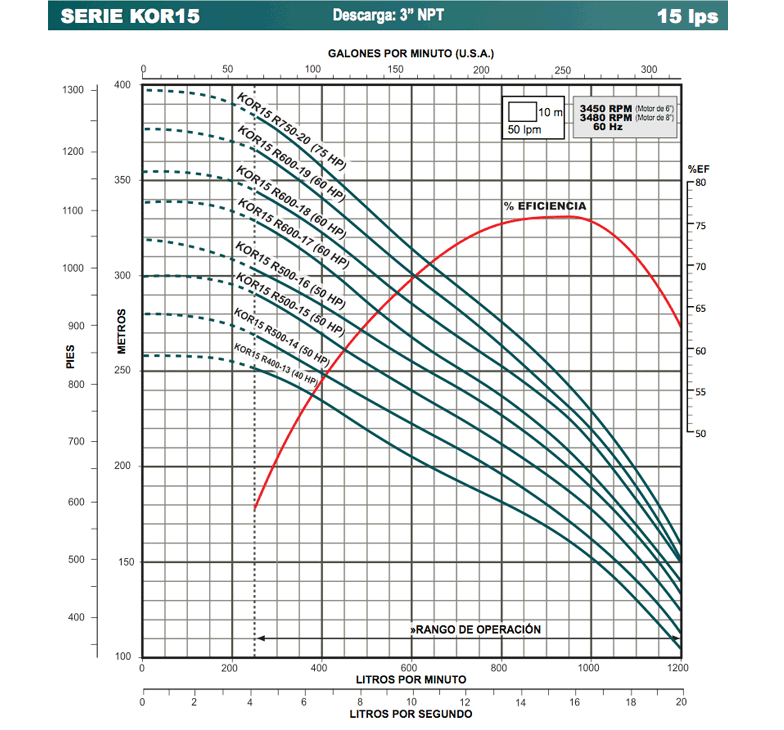 SERIE KOR15 Descarga: 3” NPT 15 lps
GALONES POR MINUTO (U.S.A.)
0 50 100 150 200 250 300
1300 400
1200
350
1100
1000 300
900
250
800
700
200
600
500 150
400
100
PIES
METROS
10 m
50 lpm
3450 RPM (Motor de 6")
3480 RPM (Motor de 8")
60 Hz
%EF
80
75
70
65
60
55
50
% EFICIENCIA
KOR15 R750-20 (75 HP)
KOR15 R600-19 (60 HP)
KOR15 R600-18 (60 HP)
KOR15 R600-17 (60 HP)
KOR15 R500-16 (50 HP)
KOR15 R500-15 (50 HP)
KOR15 R500-14 (50 HP)
KOR15 R400-13 (40 HP)
»RANGO DE OPERACIÓN
0 200 400 600 800 1000 1200
LITROS POR MINUTO
0 2 4 6 8 10 12 14 16 18 20
LITROS POR SEGUNDO